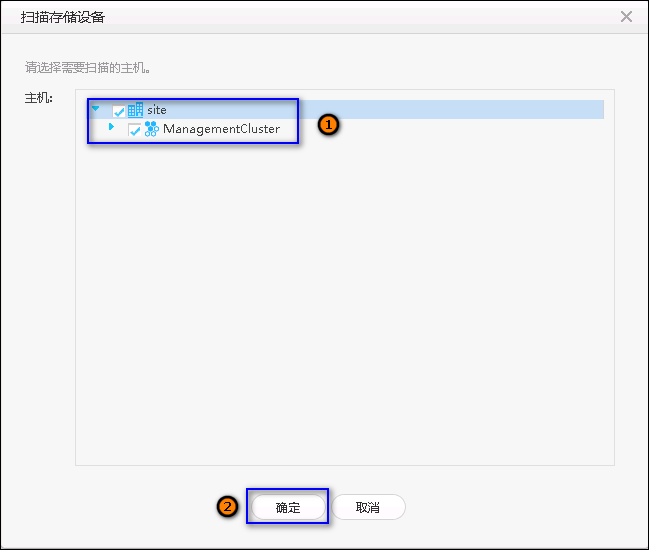 扫描存储设备
请选择需要扫描的主机。
主机:
site
ManagementCluster
1
2
确定
取消